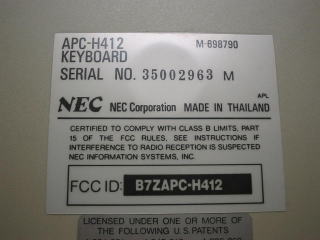 APC-H412 M-698790
KEYBOARD
SERIAL NO. 35002963 M
APL
NEC NEC Corporation MADE IN THAILAND
CERTIFIED TO COMPLY WITH CLASS B LIMITS, PART
15 OF THE FCC RULES. SEE INSTRUCTIONS IF
INTERFERENCE TO RADIO RECEPTION IS SUSPECTED
NEC INFORMATION SYSTEMS, INC.
FCC ID: B7ZAPC-H412
LICENSED UNDER ONE OR MORE OF
THE FOLLOWING U.S. PATENTS